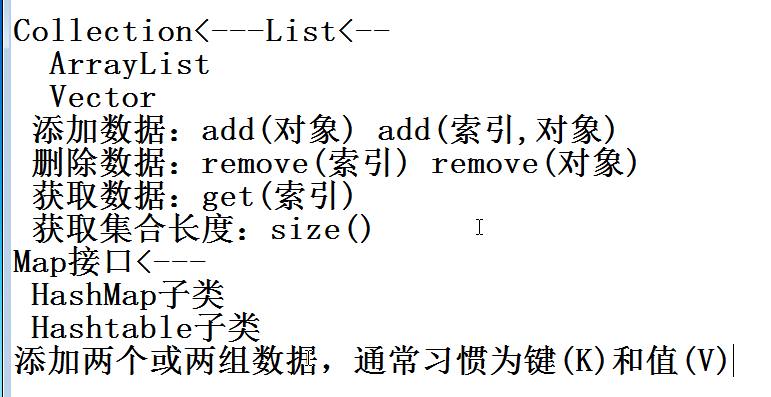 Collection<---List<--
ArrayList
Vector
添加数据：add(对象) add(索引,对象)
删除数据：remove(索引) remove(对象)
获取数据：get(索引)
获取集合长度：size()
Map接口<---
HashMap子类
Hashtable子类
添加两个或两组数据，通常习惯为键(K)和值(V)